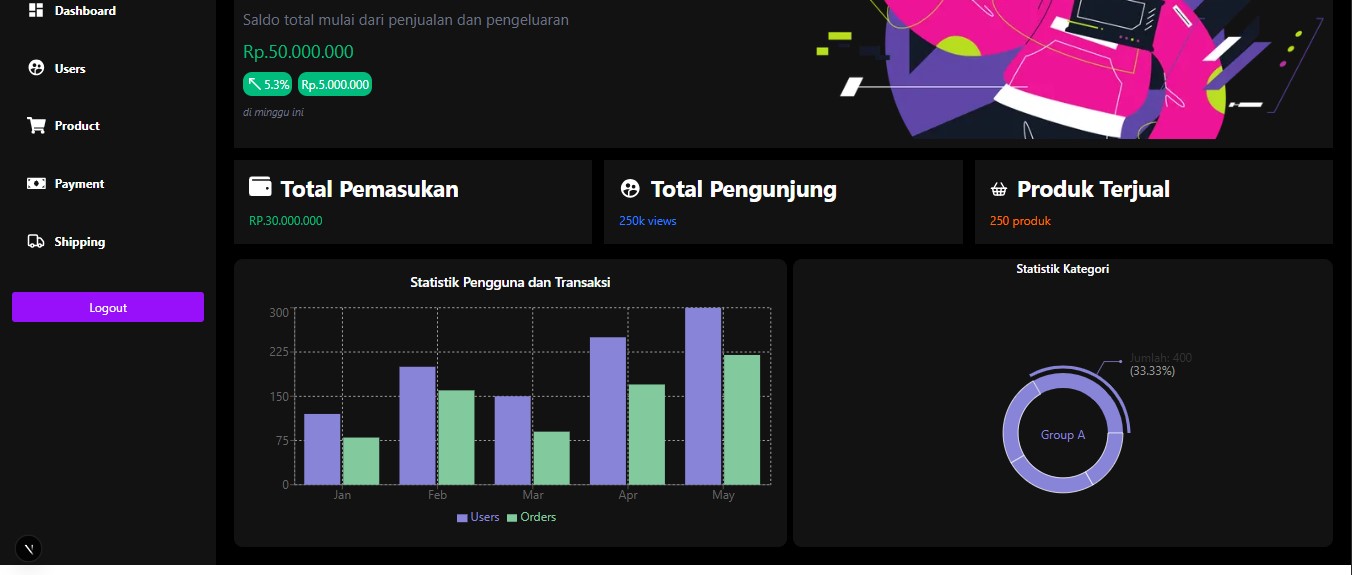 Dashboard
Users
Product
Payment
Shipping
Logout
Saldo total mulai dari penjualan dan pengeluaran
Rp.50.000.000
5.3% Rp.5.000.000
di minggu ini
Total Pemasukan
RP.30.000.000
Total Pengunjung
250k views
Produk Terjual
250 produk
Statistik Pengguna dan Transaksi
300
225
150
75
0
Jan Feb Mar Apr May
Users Orders
Statistik Kategori
Jumlah: 400
(33.33%)
Group A
N